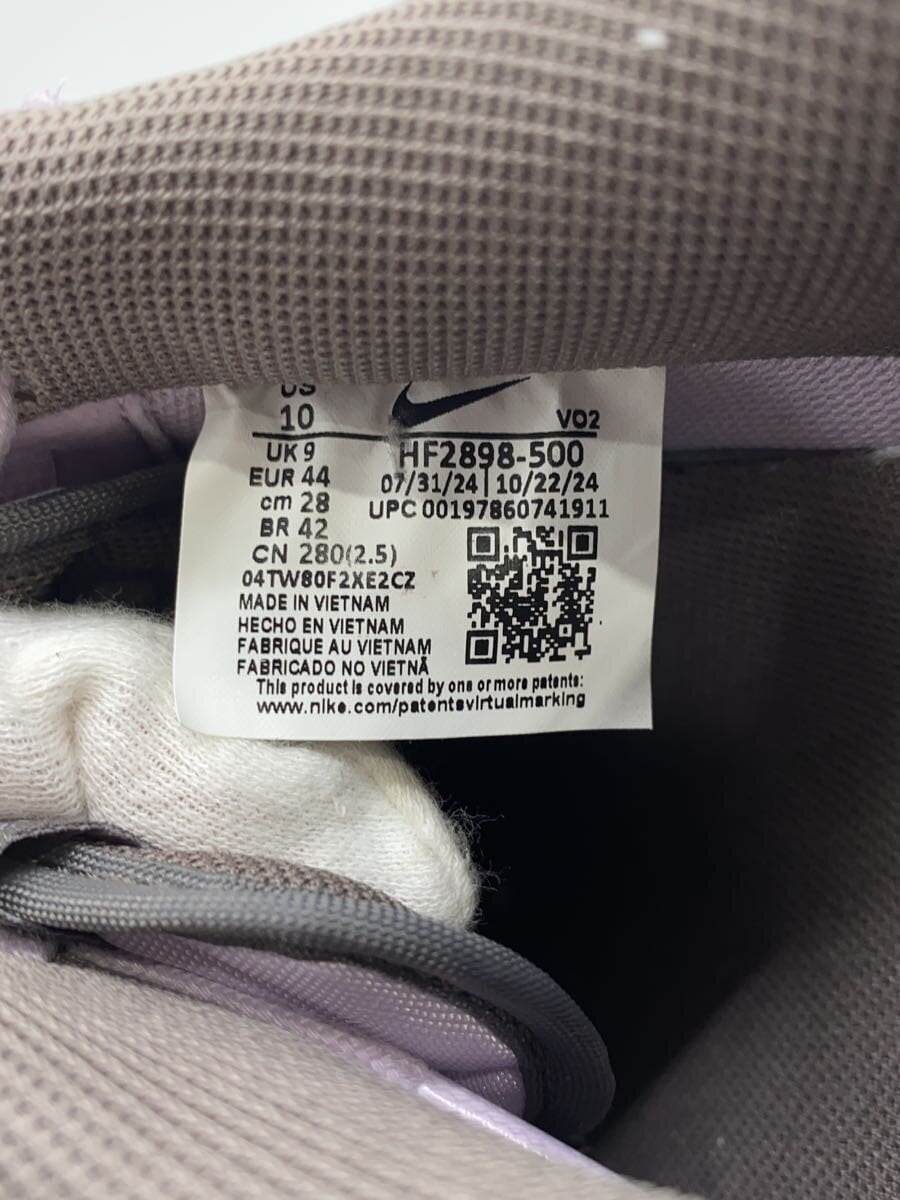 US
10
VO2
UK 9
HF2898-500
EUR 44
07/31/24 | 10/22/24
cm 28
UPC 00197860741911
BR 42
CN 280(2.5)
04TW80F2XE2CZ
MADE IN VIETNAM
HECHO EN VIETNAM
FABRIQUE AU VIETNAM
FABRICADO NO VIETNÃ
This product is covered by one or more patents:
www.nike.com/patentsvirtualmarking